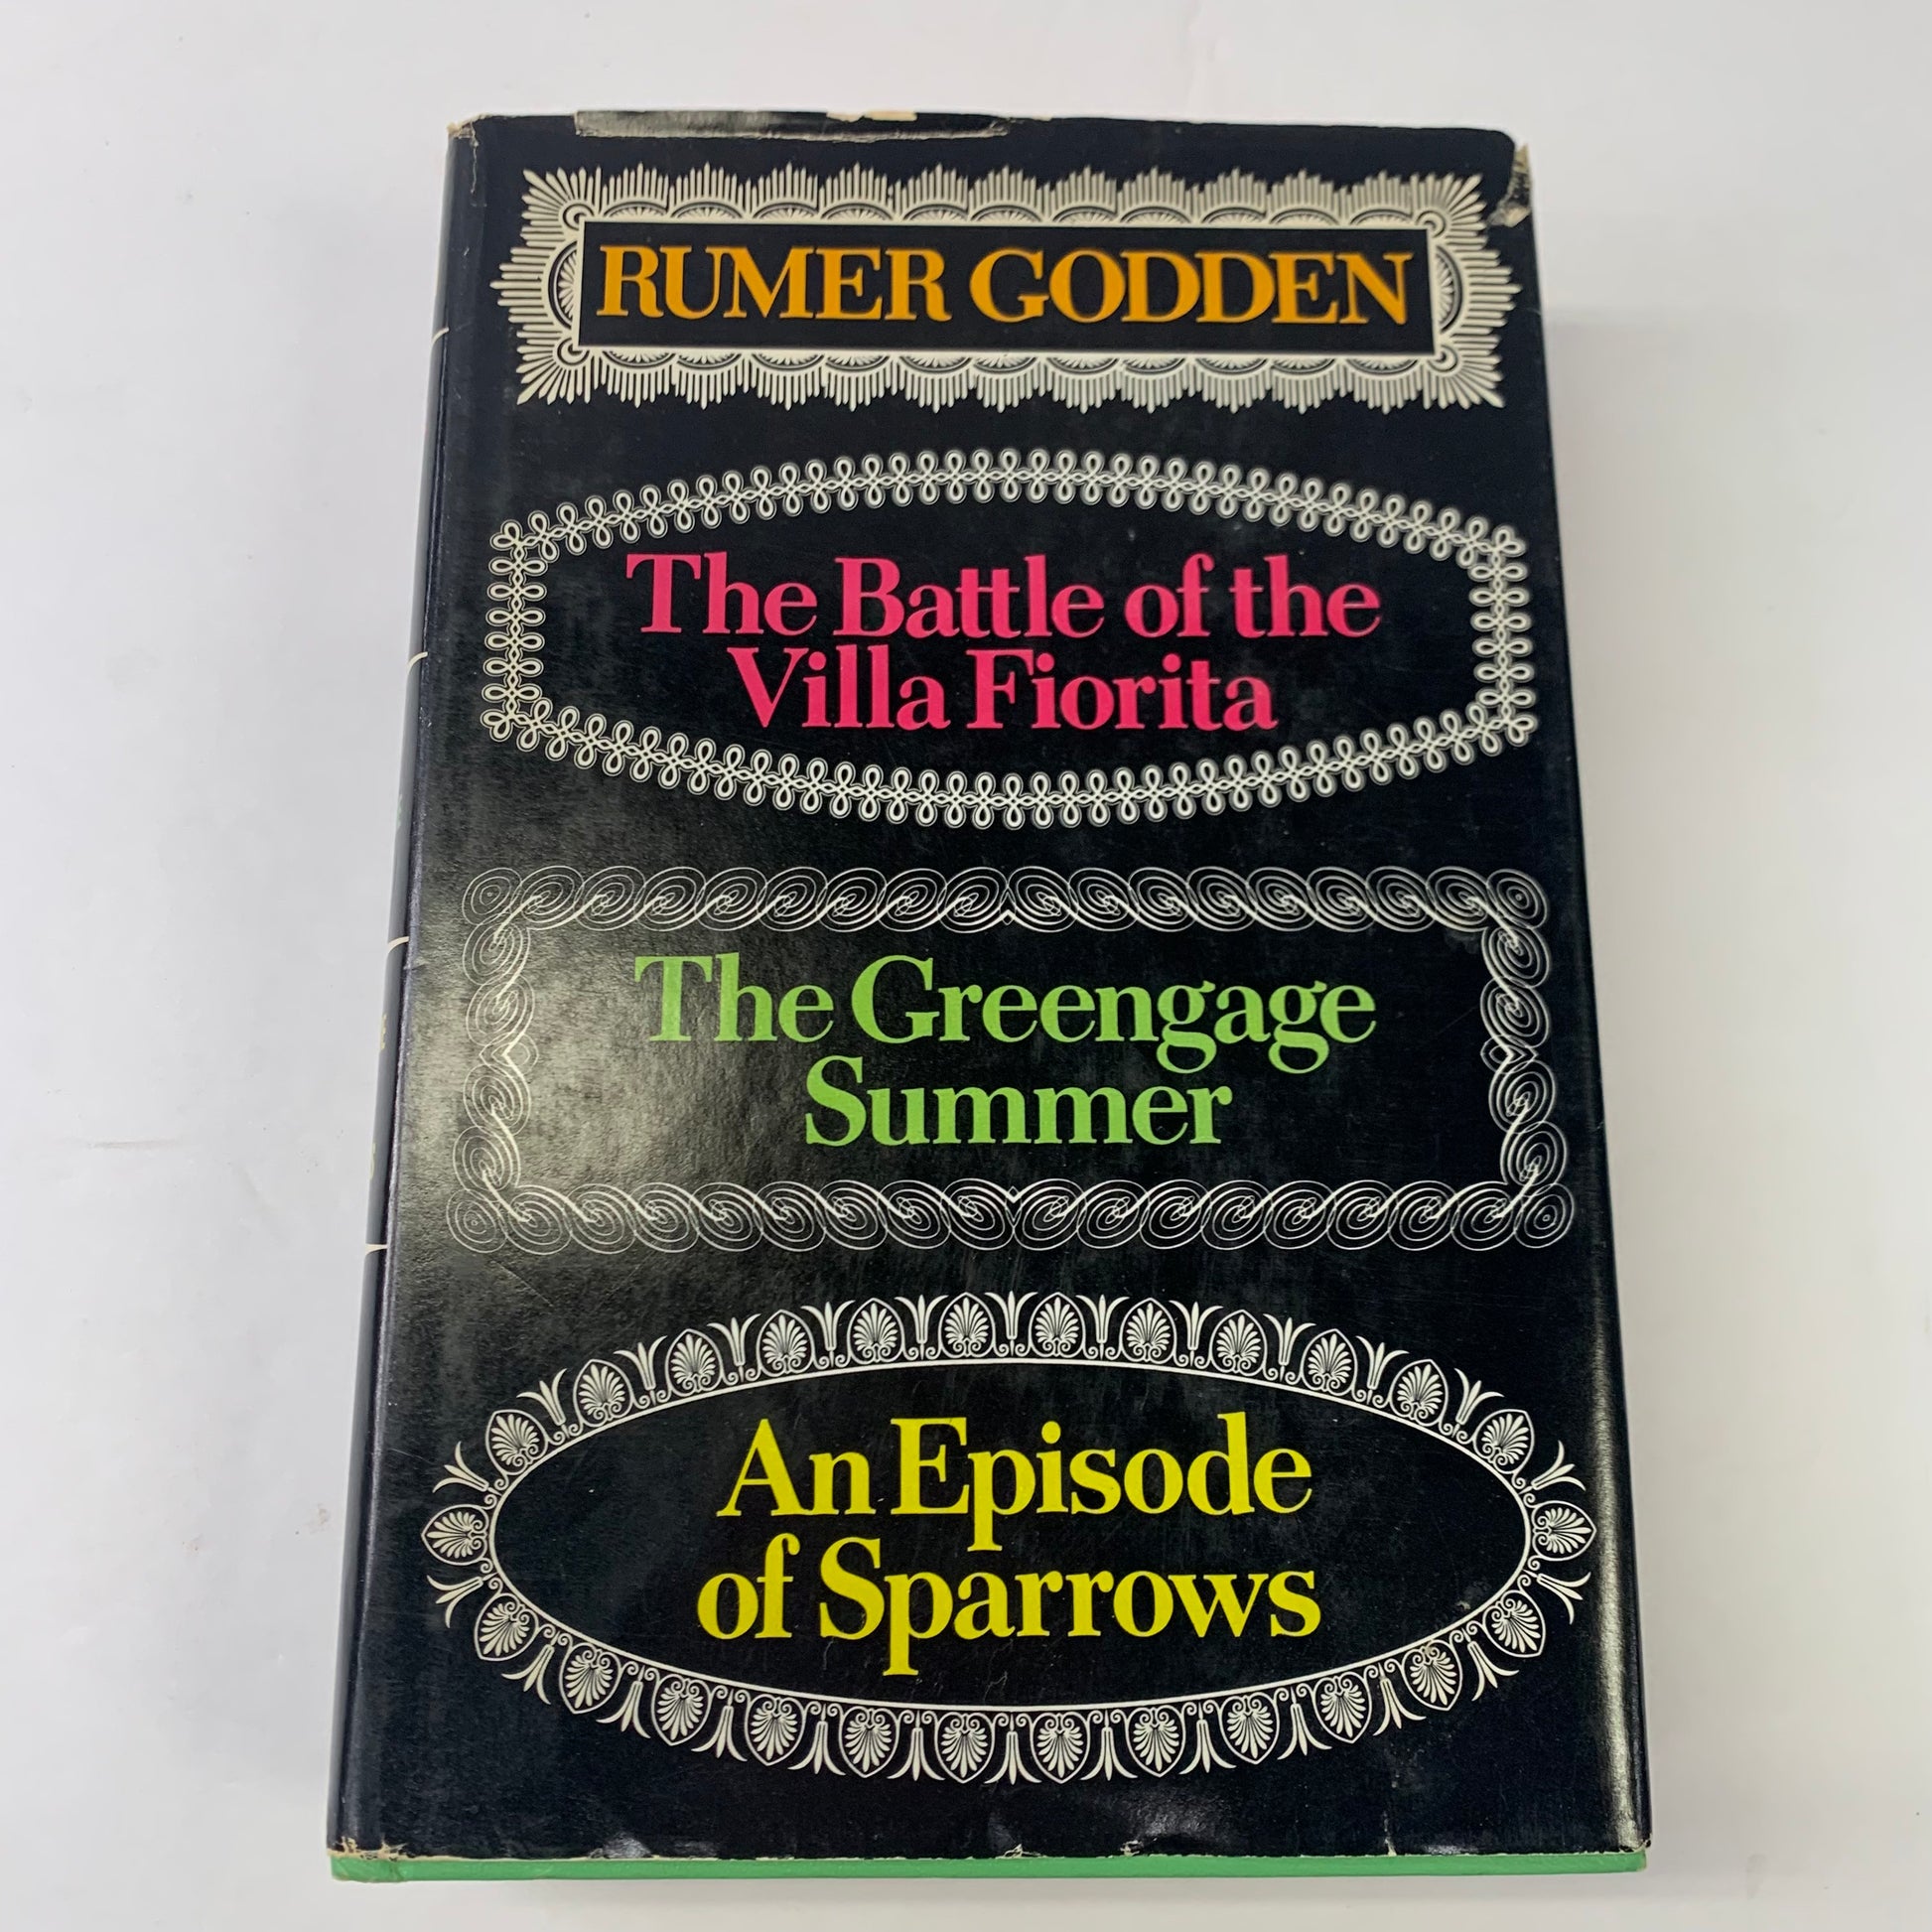 RUMER GODDEN
The Battle of the
Villa Fiorita
The Greengage
Summer
An Episode
of Sparrows